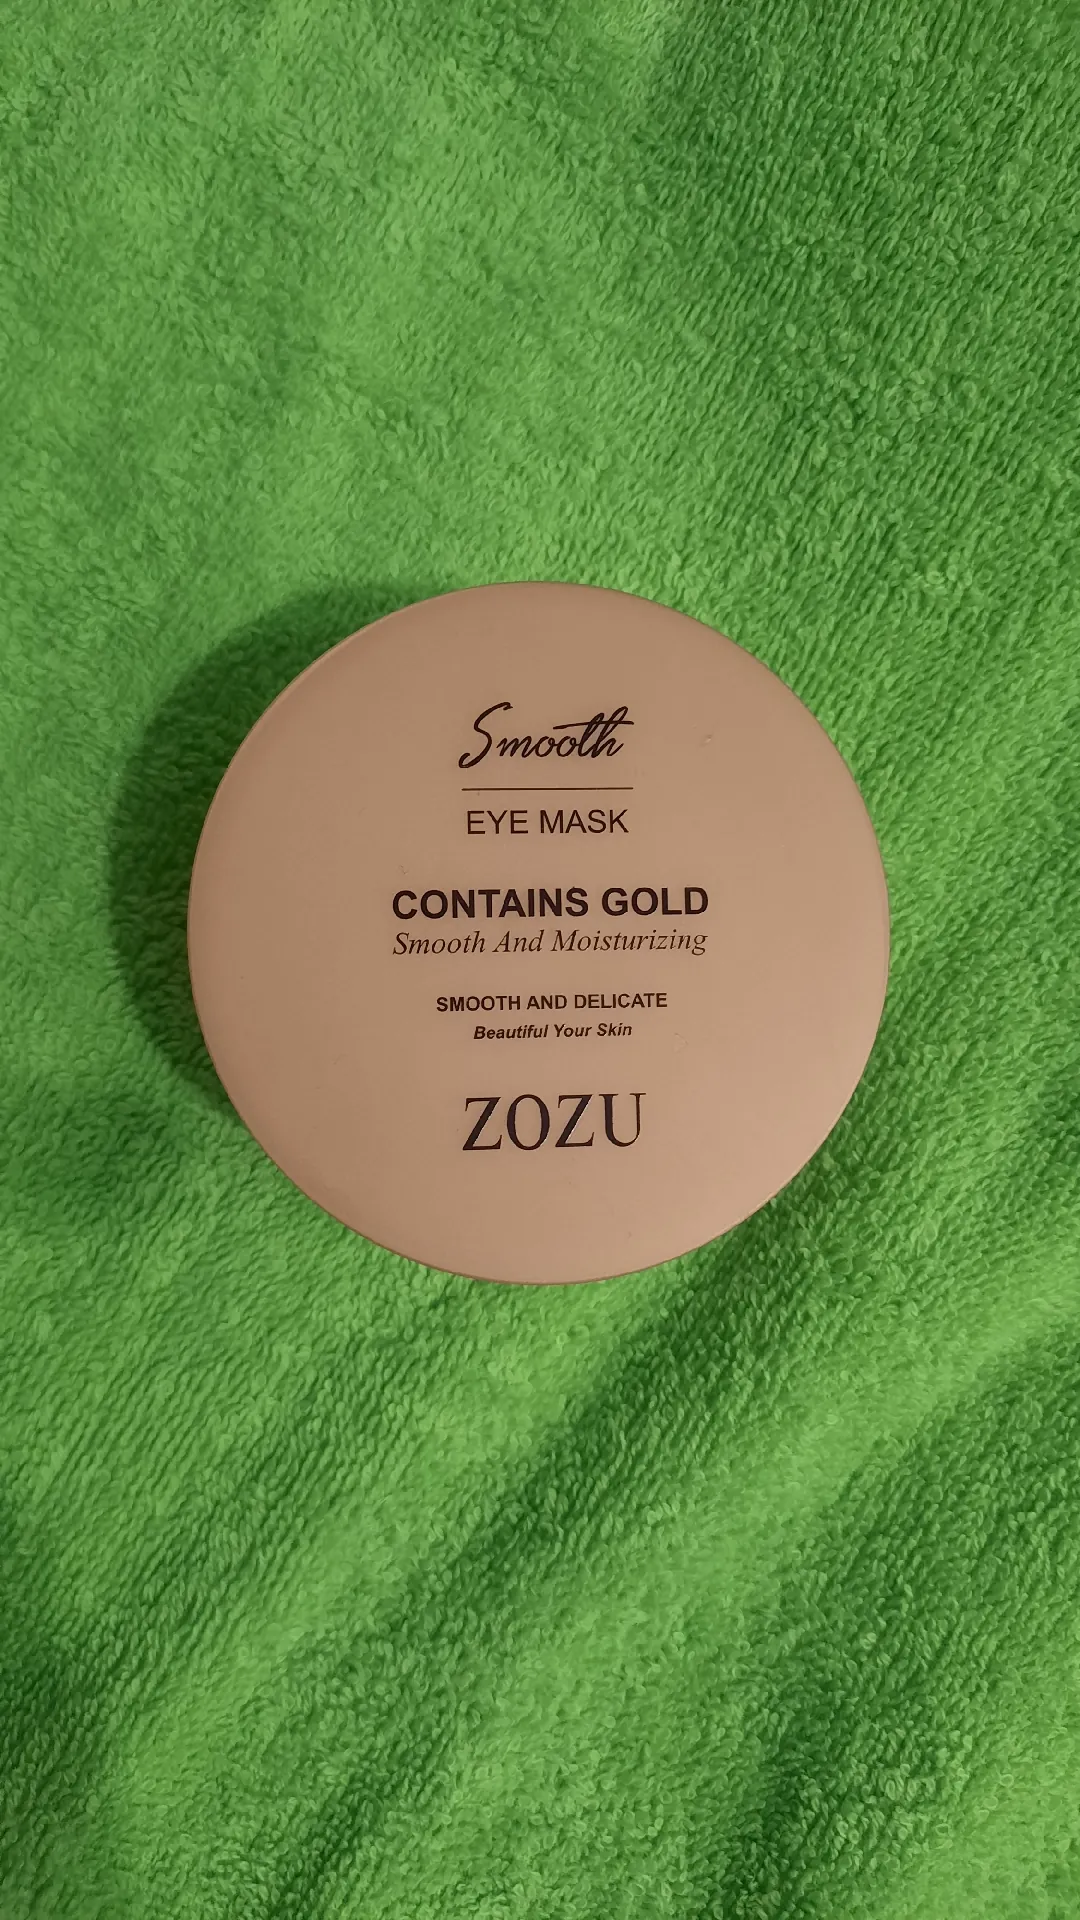 Smooth
EYE MASK
CONTAINS GOLD
Smooth And Moisturizing
SMOOTH AND DELICATE
Beautiful Your Skin
ZOZU